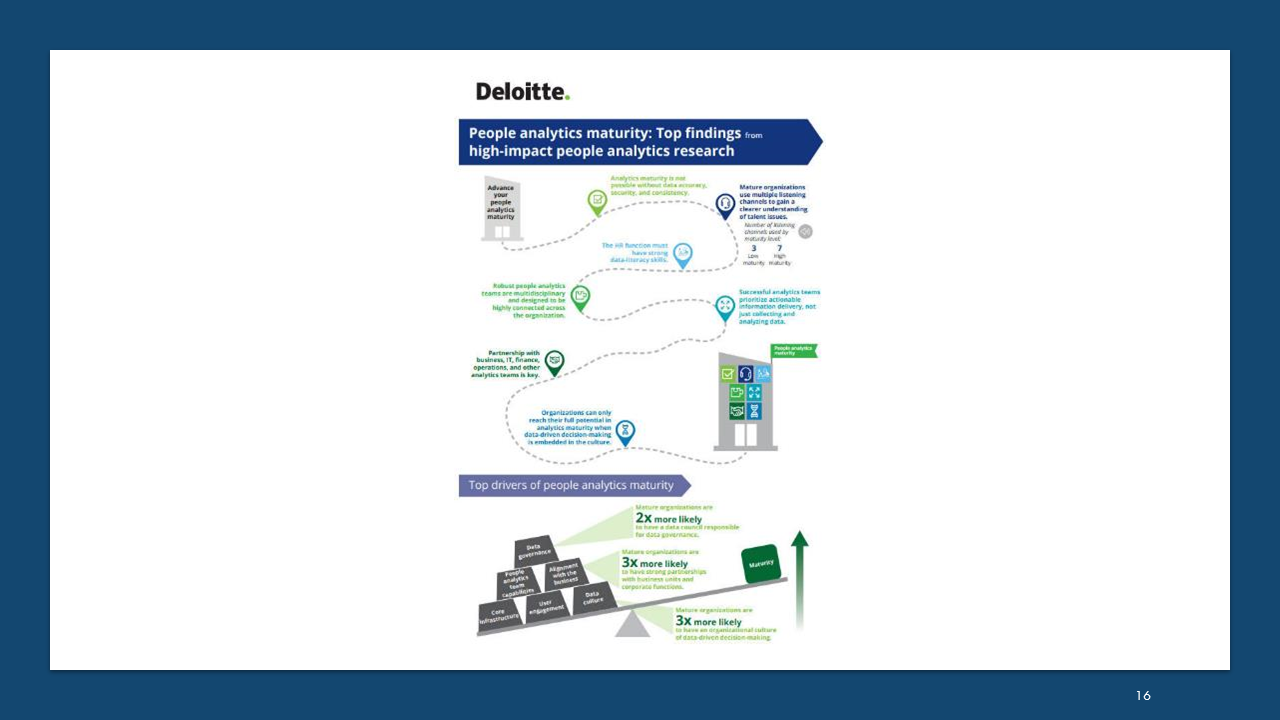 Deloitte.
People analytics maturity: Top findings from
high-impact people analytics research
Advance
your
people
analytics
maturity
Analytics maturity is not
possible without data accuracy,
security, and consistency.
Mature organizations
use multiple listening
channels to gain a
clearer understanding
of talent issues.
Number of listening
channels used by
maturity level:
3 7
Low High
maturity maturity
The HR function must
have strong
data-literacy skills.
Robust people analytics
teams are multidisciplinary
and designed to be
highly connected across
the organization.
Successful analytics teams
prioritize actionable
information delivery, not
just collecting and
analyzing data.
Partnership with
business, IT, finance,
operations, and other
analytics teams is key.
People analytics
maturity
Organizations can only
reach their full potential in
analytics maturity when
data-driven decision-making
is embedded in the culture.
Top drivers of people analytics maturity
Mature organizations are
2x more likely
to have a data council responsible
for data governance.
Data
governance
Mature organizations are
3x more likely
to have strong partnerships
with business units and
corporate functions.
People
analytics
team
capabilities
Alignment
with the
business
Maturity
Core
infrastructure
User
engagement
Data
culture
Mature organizations are
3x more likely
to have an organizational culture
of data-driven decision-making.
16